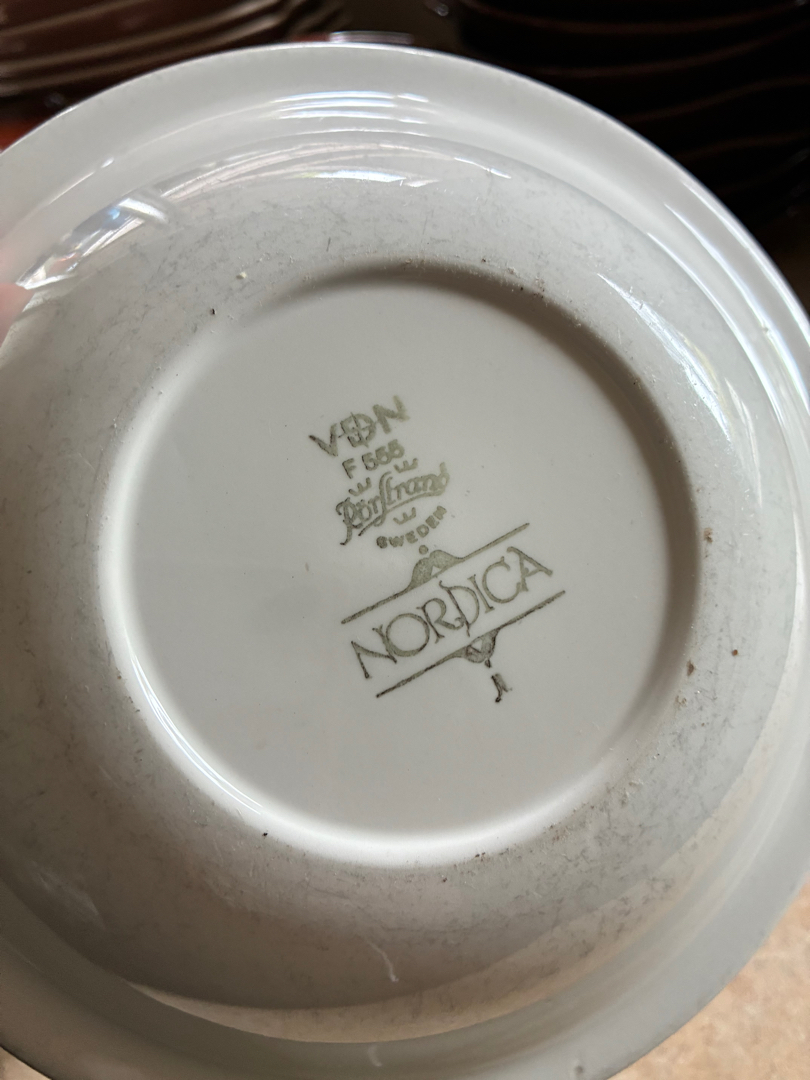 VDN
F 555
Rörstrand
SWEDEN
NORDICA